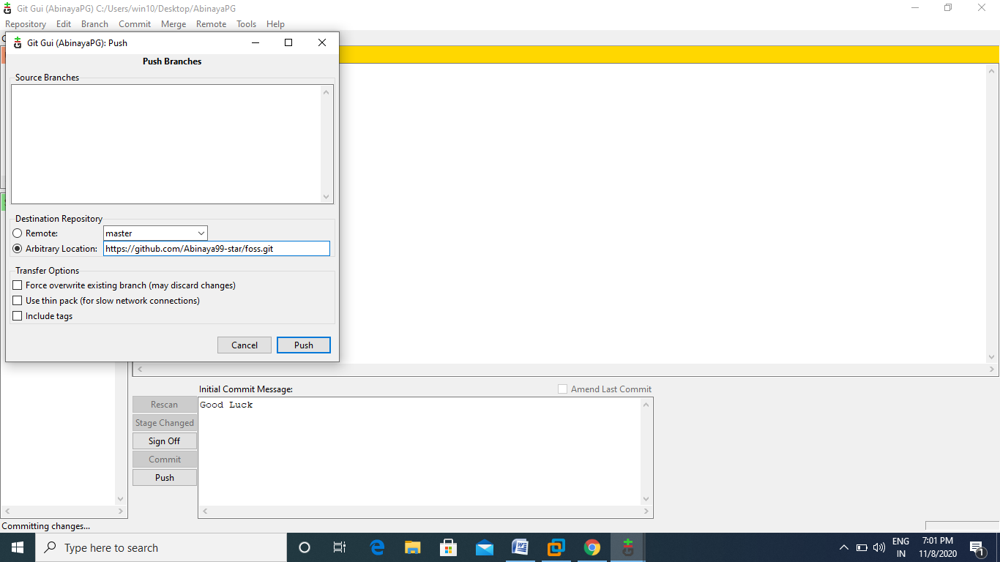 Git Gui (AbinayaPG) C:/Users/win10/Desktop/AbinayaPG
Repository Edit Branch Commit Merge Remote Tools Help
Git Gui (AbinayaPG): Push
Push Branches
Source Branches
Destination Repository
Remote: master
Arbitrary Location: https://github.com/Abinaya99-star/foss.git
Transfer Options
Force overwrite existing branch (may discard changes)
Use thin pack (for slow network connections)
Include tags
Cancel Push
Initial Commit Message: Amend Last Commit
Rescan
Stage Changed
Sign Off
Commit
Push
Good Luck
Committing changes...
Type here to search
ENG
IN
7:01 PM
11/8/2020
1